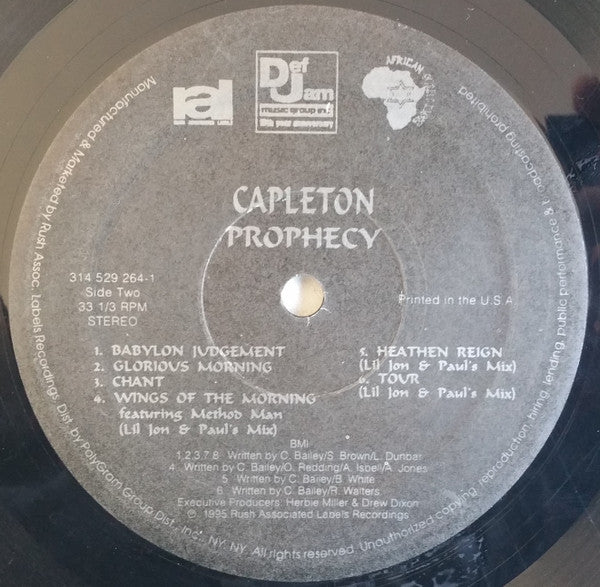 ral
Def
Jam
music group inc.
10th year anniversary
AFRICAN
CAPLETON
PROPHECY
314 529 264-1
Side Two
33 1/3 RPM
STEREO
Printed in the U.S.A.
1. BABYLON JUDGEMENT
2. GLORIOUS MORNING
3. CHANT
4. WINGS OF THE MORNING
featuring Method Man
(Lil Jon & Paul's Mix)
5. HEATHEN REIGN
(Lil Jon & Paul's Mix)
6. TOUR
(Lil Jon & Paul's Mix)
BMI
1,2,3,7,8 Written by C. Bailey/S. Brown/L. Dunbar
4 Written by C. Bailey/O. Redding/A. Isbell/A. Jones
5 Written by C. Bailey/B. White
6 Written by C. Bailey/R. Walters
Executive Producers: Herbie Miller & Drew Dixon
℗ 1995 Rush Associated Labels Recordings
Manufactured & Marketed by Rush Assoc. Labels Recordings. Dist. by PolyGram Group Dist., Inc., NY, NY. All rights reserved. Unauthorized copying, reproduction, hiring, lending, public performance & broadcasting prohibited